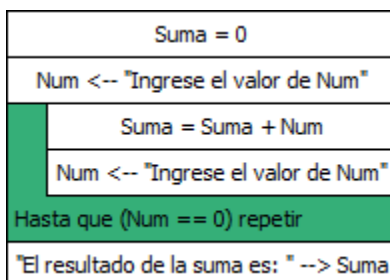 Suma = 0
Num <-- "Ingrese el valor de Num"
Suma = Suma + Num
Num <-- "Ingrese el valor de Num"
Hasta que (Num == 0) repetir
"El resultado de la suma es: " --> Suma